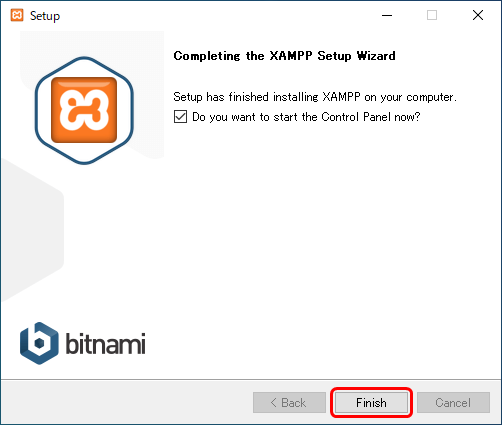 Setup
Completing the XAMPP Setup Wizard
Setup has finished installing XAMPP on your computer.
Do you want to start the Control Panel now?
bitnami
< Back
Finish
Cancel